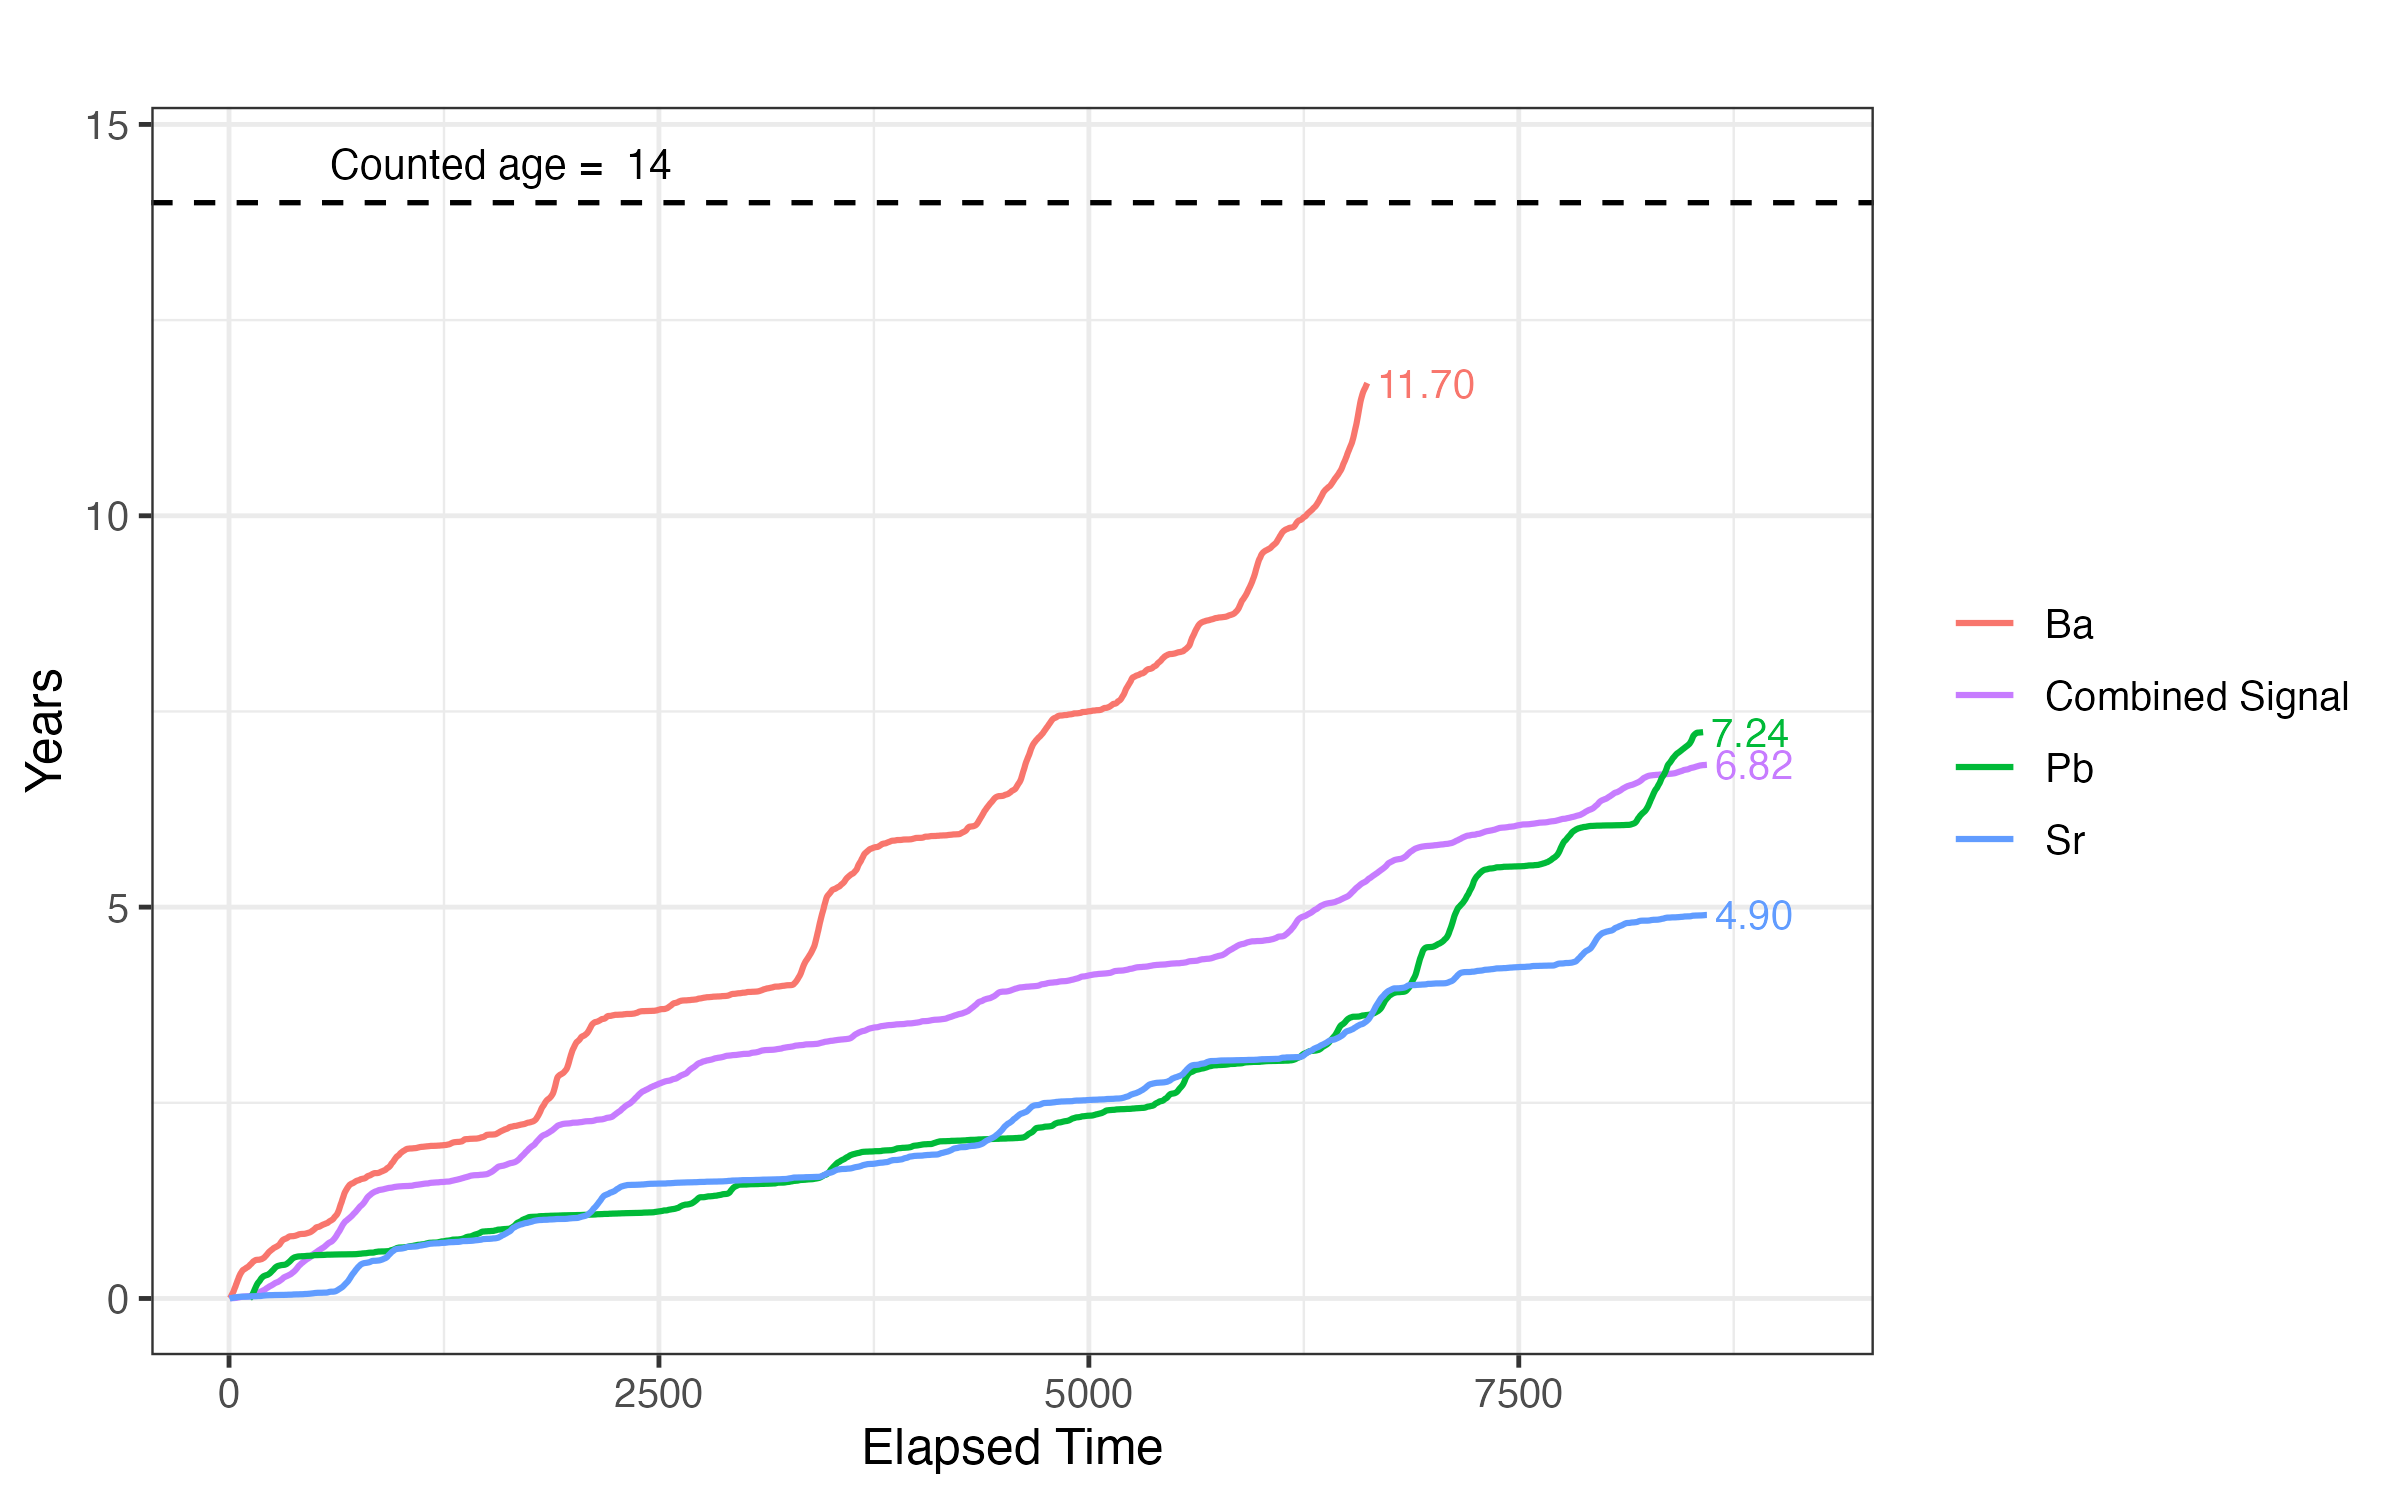 15
Counted age =  14
11.70
10
Years
Ba
Combined Signal
7.24
6.82
Pb
Sr
5
4.90
0
0
2500
5000
7500
Elapsed Time